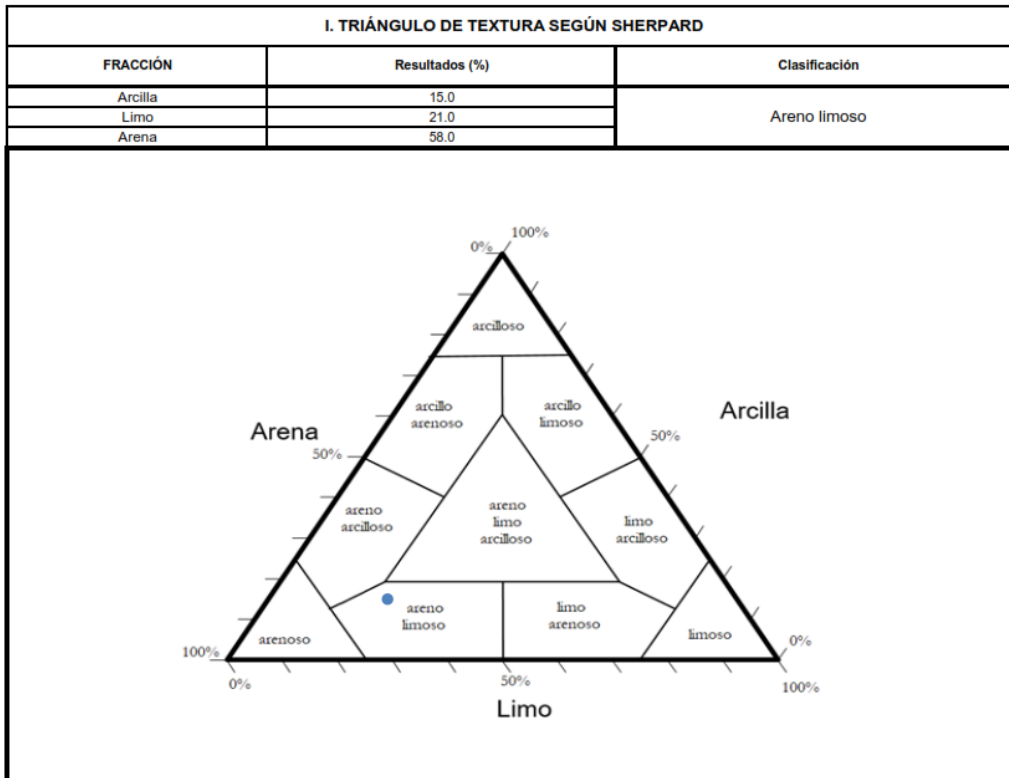 I. TRIÁNGULO DE TEXTURA SEGÚN SHERPARD
FRACCIÓN Resultados (%) Clasificación
Arcilla 15.0
Limo 21.0
Arena 58.0
Areno limoso
100%
0%
arcilloso
arcillo
arenoso
arcillo
limoso
Arcilla
Arena
50%
50%
areno
arcilloso
areno
limo
arcilloso
limo
arcilloso
areno
limoso
limo
arenoso
arenoso
limoso
0%
100%
0%
50%
100%
Limo